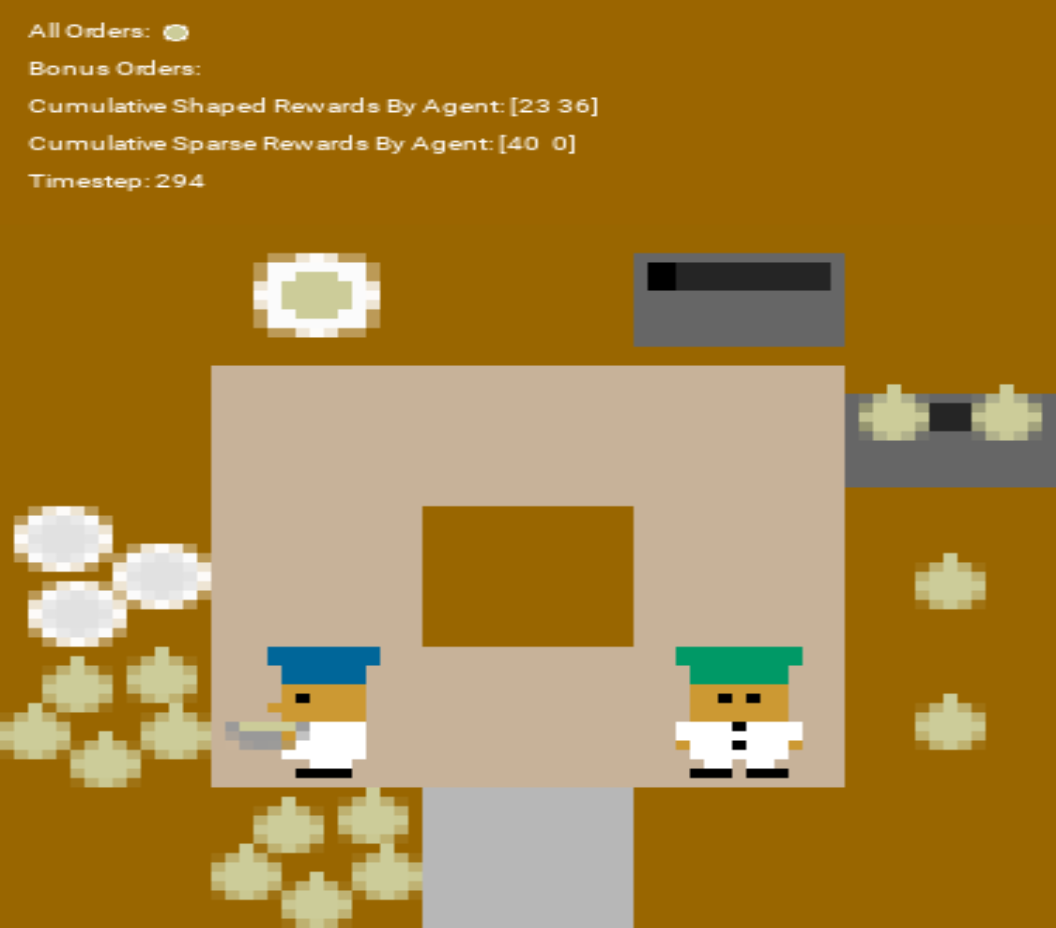 All Orders:
Bonus Orders:
Cumulative Shaped Rewards By Agent: [23 36]
Cumulative Sparse Rewards By Agent: [40  0]
Timestep: 294